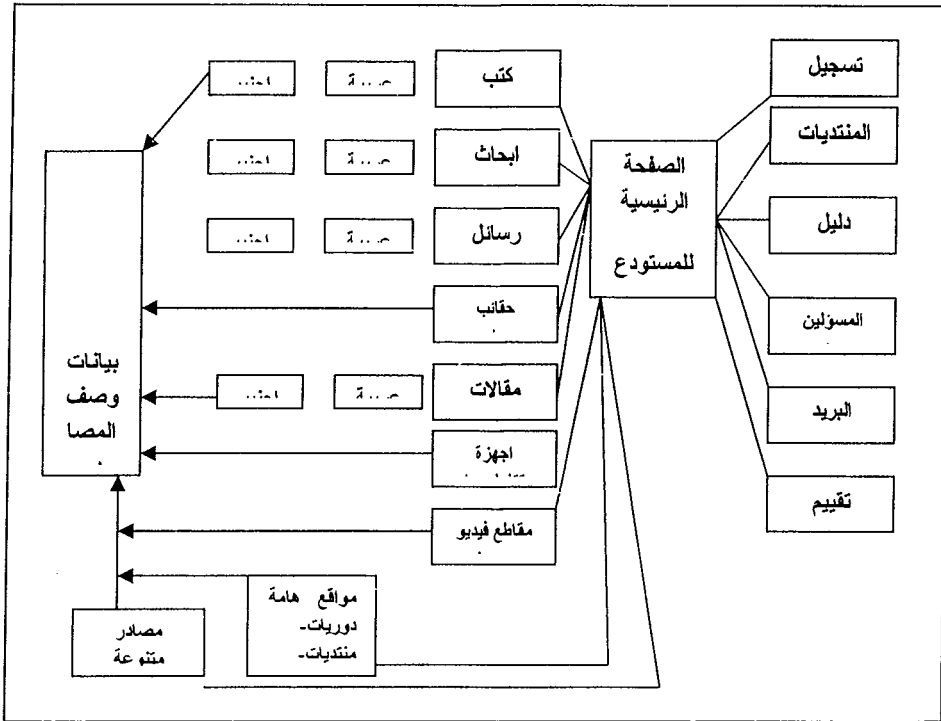 تسجيل
المنتديات
دليل
المسؤلين
البريد
تقييم
الصفحة
الرئيسية
للمستودع
كتب
ابحاث
رسائل
حقائب
مقالات
اجهزة
مقاطع فيديو
بيانات
وصف
المصا
مواقع هامة
دوريات-
منتديات-
مصادر
متنوعة